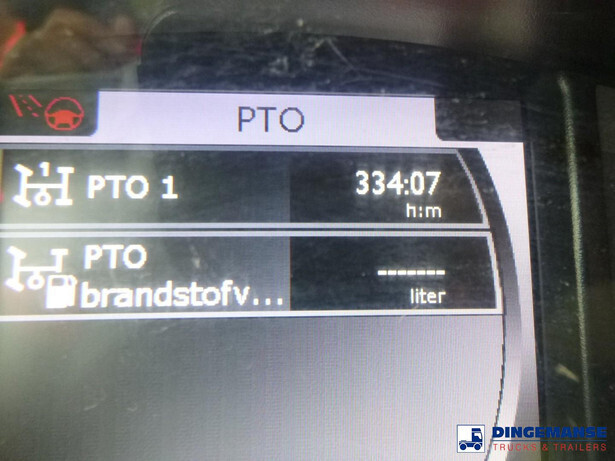 PTO
PTO 1
334:07
h:m
PTO
brandstofv...
-------
liter
DINGEMANSE
TRUCKS & TRAILERS